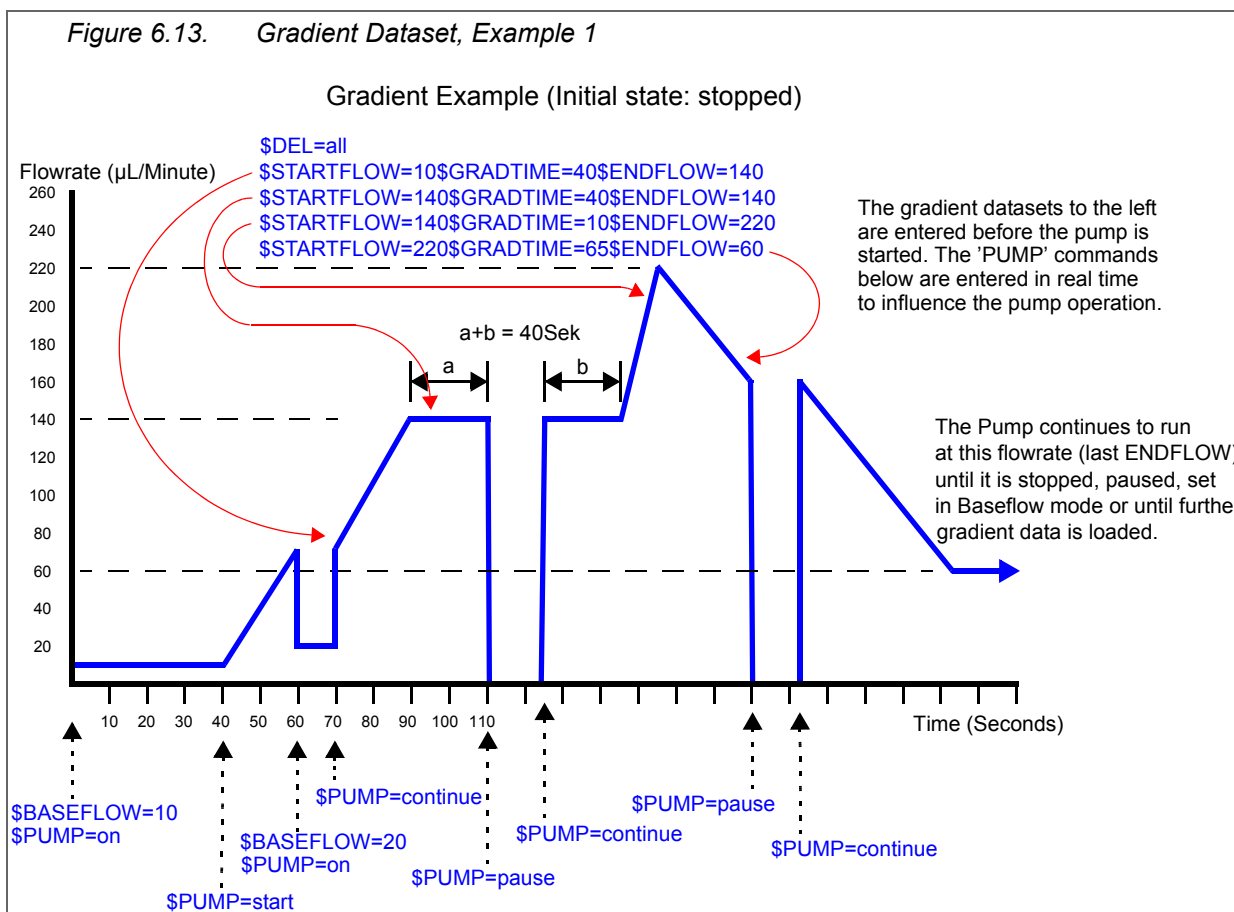 Figure 6.13. Gradient Dataset, Example 1
Gradient Example (Initial state: stopped)
$DEL=all
$STARTFLOW=10$GRADTIME=40$ENDFLOW=140
$STARTFLOW=140$GRADTIME=40$ENDFLOW=140
$STARTFLOW=140$GRADTIME=10$ENDFLOW=220
$STARTFLOW=220$GRADTIME=65$ENDFLOW=60
Flowrate (µL/Minute)
260
240
220
200
180
160
140
120
100
80
60
40
20
The gradient datasets to the left
are entered before the pump is
started. The 'PUMP' commands
below are entered in real time
to influence the pump operation.
a+b = 40Sek
a
b
The Pump continues to run
at this flowrate (last ENDFLOW)
until it is stopped, paused, set
in Baseflow mode or until furthe
gradient data is loaded.
10 20 30 40 50 60 70 80 90 100 110
Time (Seconds)
$BASEFLOW=10
$PUMP=on
$PUMP=start
$BASEFLOW=20
$PUMP=on
$PUMP=continue
$PUMP=pause
$PUMP=continue
$PUMP=pause
$PUMP=continue